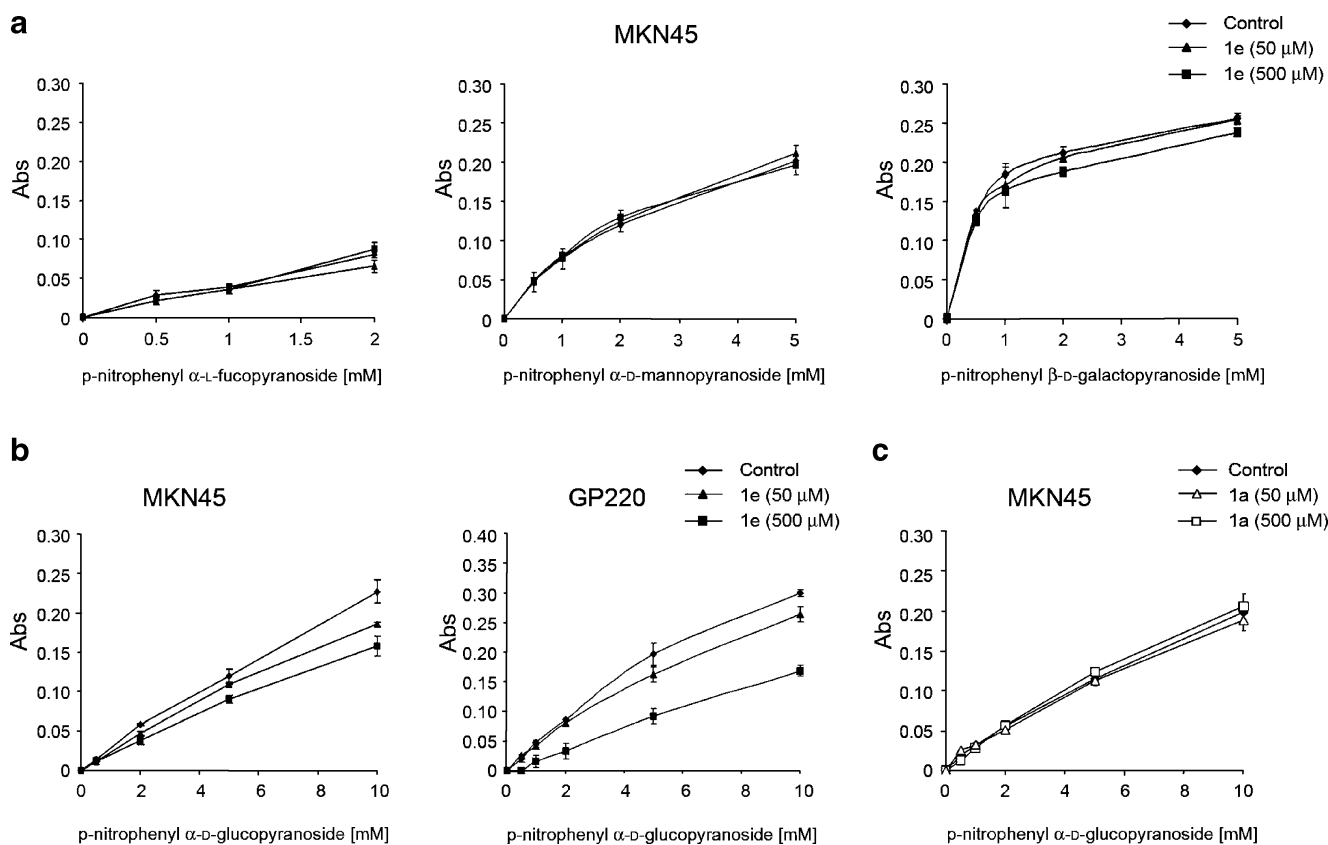 a
MKN45
Control
1e (50 μM)
1e (500 μM)
0.30
0.25
0.20
0.15
0.10
0.05
0
Abs
0 0.5 1 1.5 2
p-nitrophenyl α-L-fucopyranoside [mM]
0.30
0.25
0.20
0.15
0.10
0.05
0
Abs
0 1 2 3 4 5
p-nitrophenyl α-D-mannopyranoside [mM]
0.30
0.25
0.20
0.15
0.10
0.05
0
Abs
0 1 2 3 4 5
p-nitrophenyl β-D-galactopyranoside [mM]
b
MKN45
0.30
0.25
0.20
0.15
0.10
0.05
0
Abs
0 2 4 6 8 10
p-nitrophenyl α-D-glucopyranoside [mM]
GP220
Control
1e (50 μM)
1e (500 μM)
0.40
0.35
0.30
0.25
0.20
0.15
0.10
0.05
0
Abs
0 2 4 6 8 10
p-nitrophenyl α-D-glucopyranoside [mM]
c
MKN45
Control
1a (50 μM)
1a (500 μM)
0.30
0.25
0.20
0.15
0.10
0.05
0
Abs
0 2 4 6 8 10
p-nitrophenyl α-D-glucopyranoside [mM]